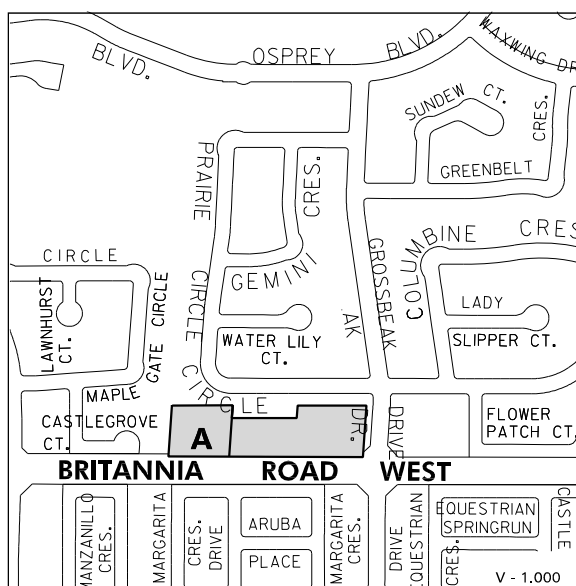 BLVD.
OSPREY
BLVD.
WAXWING DR
SUNDEW CT.
CRES.
GREENBELT
PRAIRIE
CRES.
GEMINI
COLUMBINE CRES
GROSSBEAK
CIRCLE
LAWNHURST
CT.
GATE CIRCLE
MAPLE
CIRCLE
WATER LILY
CT.
AK
LADY
SLIPPER CT.
CIRCLE
CASTLEGROVE
CT.
A
DR.
DRIVE
FLOWER
PATCH CT.
BRITANNIA ROAD WEST
MANZANILLO
CRES.
MARGARITA
CRES.
DRIVE
ARUBA
PLACE
MARGARITA
CRES.
DRIVE
EQUESTRIAN
CRES.
EQUESTRIAN
SPRINGRUN
CASTLE
V - 1.000